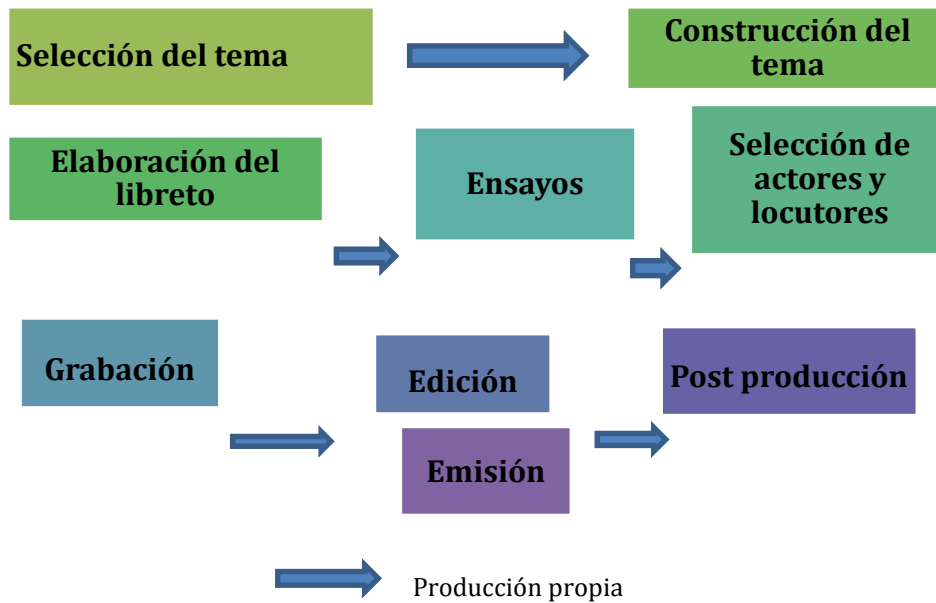 Selección del tema
Construcción del
tema
Elaboración del
libreto
Ensayos
Selección de
actores y
locutores
Grabación
Edición
Post producción
Emisión
Producción propia